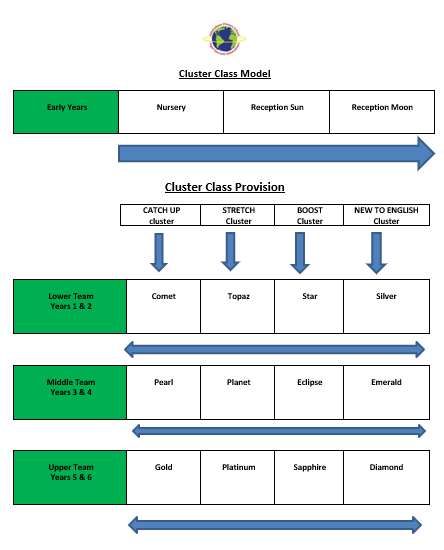 Cluster Class Model
Early Years
Nursery
Reception Sun
Reception Moon
Cluster Class Provision
CATCH UP
cluster
STRETCH
Cluster
BOOST
Cluster
NEW TO ENGLISH
Cluster
Lower Team
Years 1 & 2
Comet
Topaz
Star
Silver
Middle Team
Years 3 & 4
Pearl
Planet
Eclipse
Emerald
Upper Team
Years 5 & 6
Gold
Platinum
Sapphire
Diamond